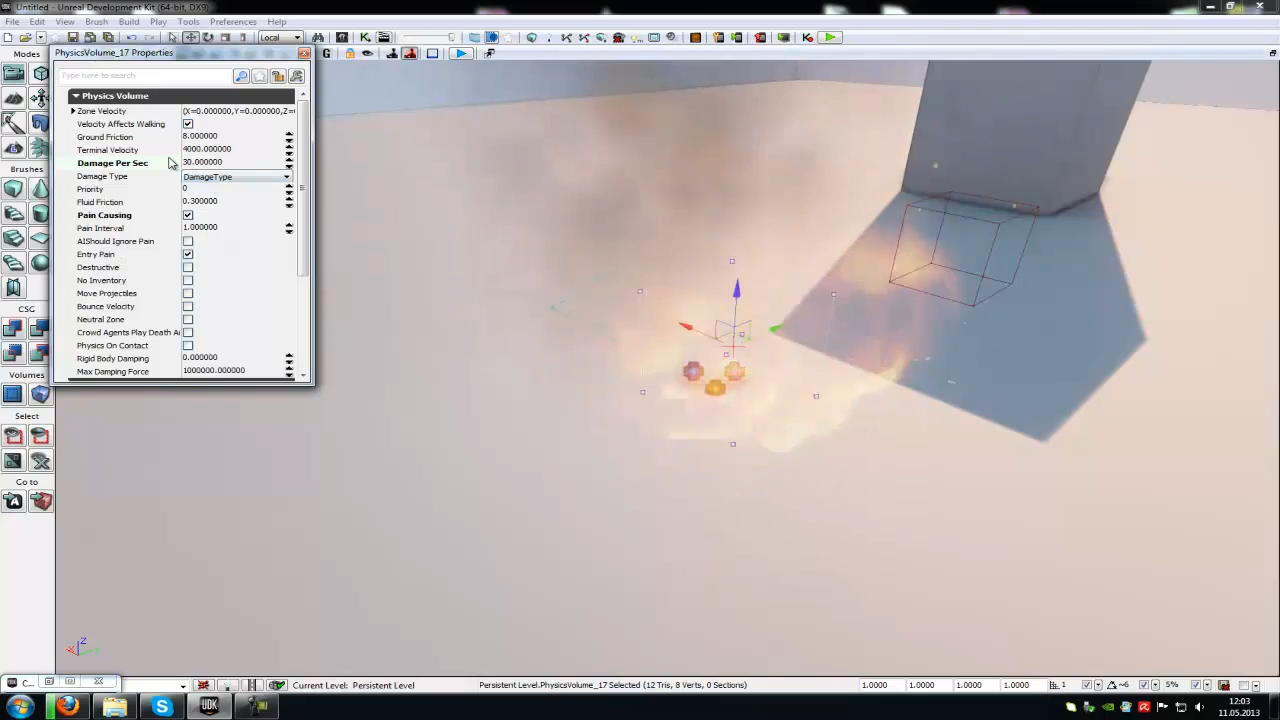 Untitled - Unreal Development Kit (64-bit, DX9)
File Edit View Brush Build Play Tools Preferences Help
Local
Modes
PhysicsVolume_17 Properties
Type here to search
Physics Volume
Zone Velocity (X=0.000000,Y=0.000000,Z=
Velocity Affects Walking
Ground Friction 8.000000
Terminal Velocity 4000.000000
Damage Per Sec 30.000000
Damage Type DamageType
Priority 0
Fluid Friction 0.300000
Pain Causing
Pain Interval 1.000000
AIShould Ignore Pain
Entry Pain
Destructive
No Inventory
Move Projectiles
Bounce Velocity
Neutral Zone
Crowd Agents Play Death A
Physics On Contact
Rigid Body Damping 0.000000
Max Damping Force 1000000.000000
Brushes
CSG
Volumes
Select
Go to
Z
C...
Current Level: Persistent Level
Persistent Level.PhysicsVolume_17 Selected (12 Tris, 8 Verts, 0 Sections)
1.0000 1.0000 1.0000 1.0000 1 6 5%
UDK
12:03
11.05.2013